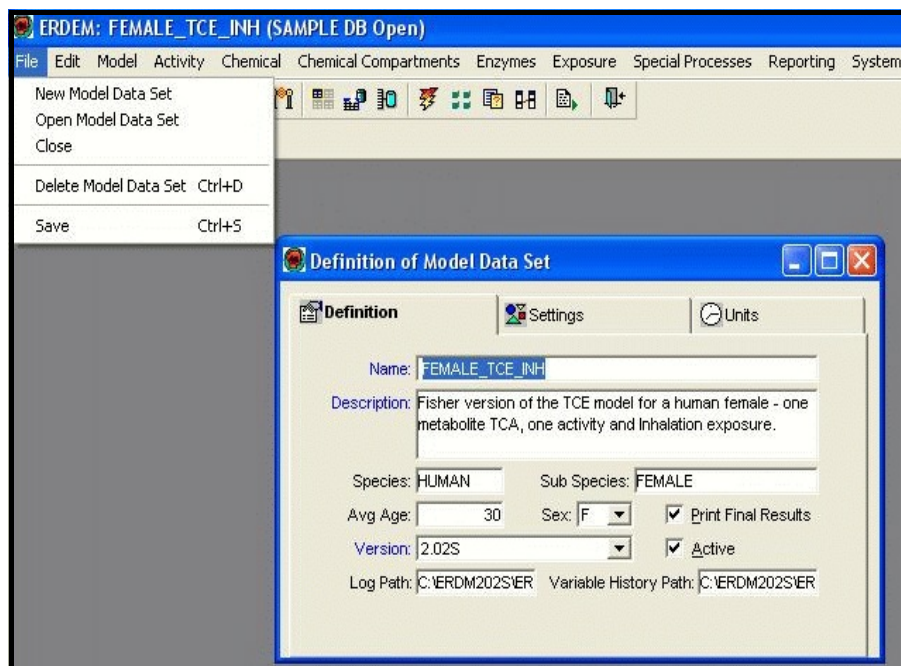 ERDEM: FEMALE_TCE_INH (SAMPLE DB Open)
File Edit Model Activity Chemical Chemical Compartments Enzymes Exposure Special Processes Reporting System
New Model Data Set
Open Model Data Set
Close
Delete Model Data Set Ctrl+D
Save Ctrl+S
Definition of Model Data Set
Definition Settings Units
Name: FEMALE_TCE_INH
Description: Fisher version of the TCE model for a human female - one
metabolite TCA, one activity and Inhalation exposure.
Species: HUMAN Sub Species: FEMALE
Avg Age: 30 Sex: F Print Final Results
Version: 2.02S Active
Log Path: C:\ERDM202S\ER Variable History Path: C:\ERDM202S\ER